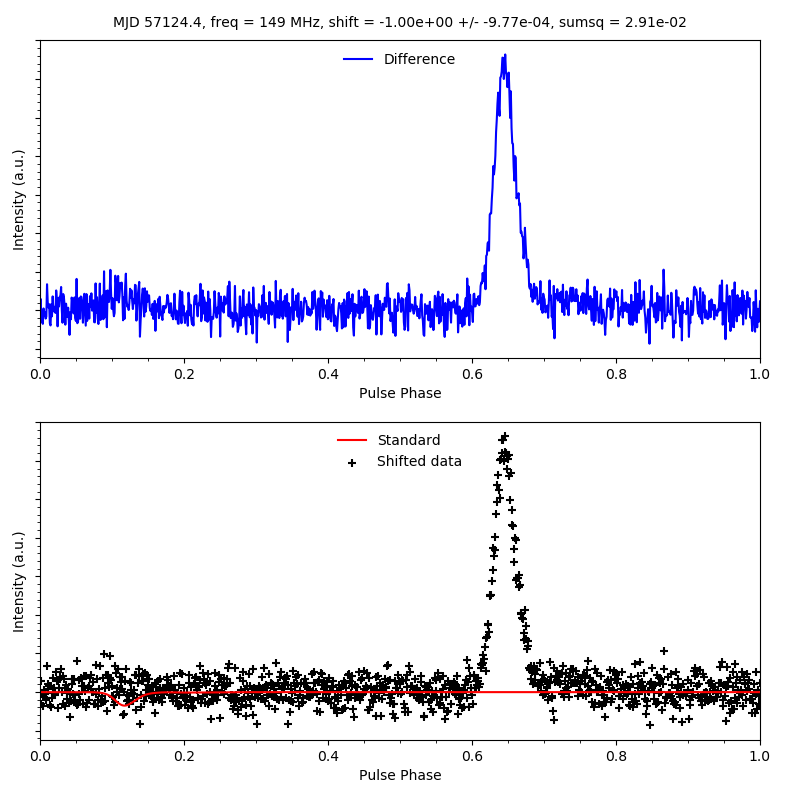 MJD 57124.4, freq = 149 MHz, shift = -1.00e+00 +/- -9.77e-04, sumsq = 2.91e-02
Difference
Intensity (a.u.)
0.0 0.2 0.4 0.6 0.8 1.0
Pulse Phase
Standard
Shifted data
Intensity (a.u.)
0.0 0.2 0.4 0.6 0.8 1.0
Pulse Phase